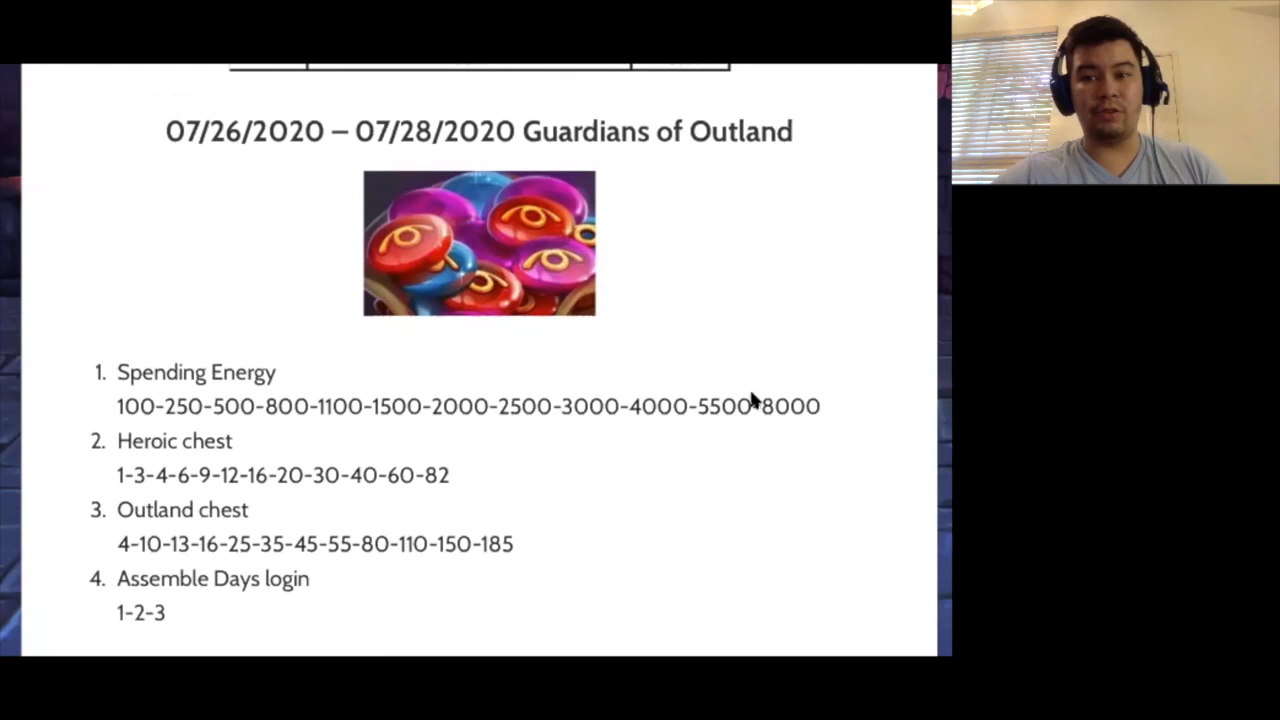 07/26/2020 – 07/28/2020 Guardians of Outland
1. Spending Energy
100-250-500-800-1100-1500-2000-2500-3000-4000-5500-8000
2. Heroic chest
1-3-4-6-9-12-16-20-30-40-60-82
3. Outland chest
4-10-13-16-25-35-45-55-80-110-150-185
4. Assemble Days login
1-2-3